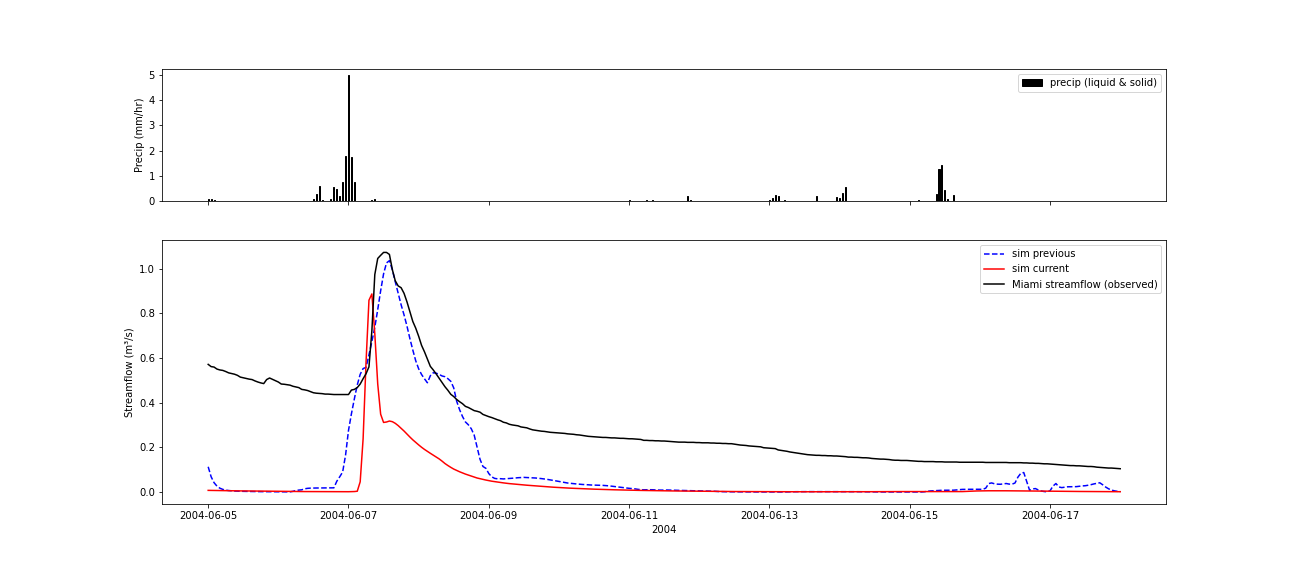 5
4
3
2
1
0
Precip (mm/hr)
precip (liquid & solid)
1.0
0.8
0.6
0.4
0.2
0.0
Streamflow (m³/s)
sim previous
sim current
Miami streamflow (observed)
2004-06-05 2004-06-07 2004-06-09 2004-06-11 2004-06-13 2004-06-15 2004-06-17
2004